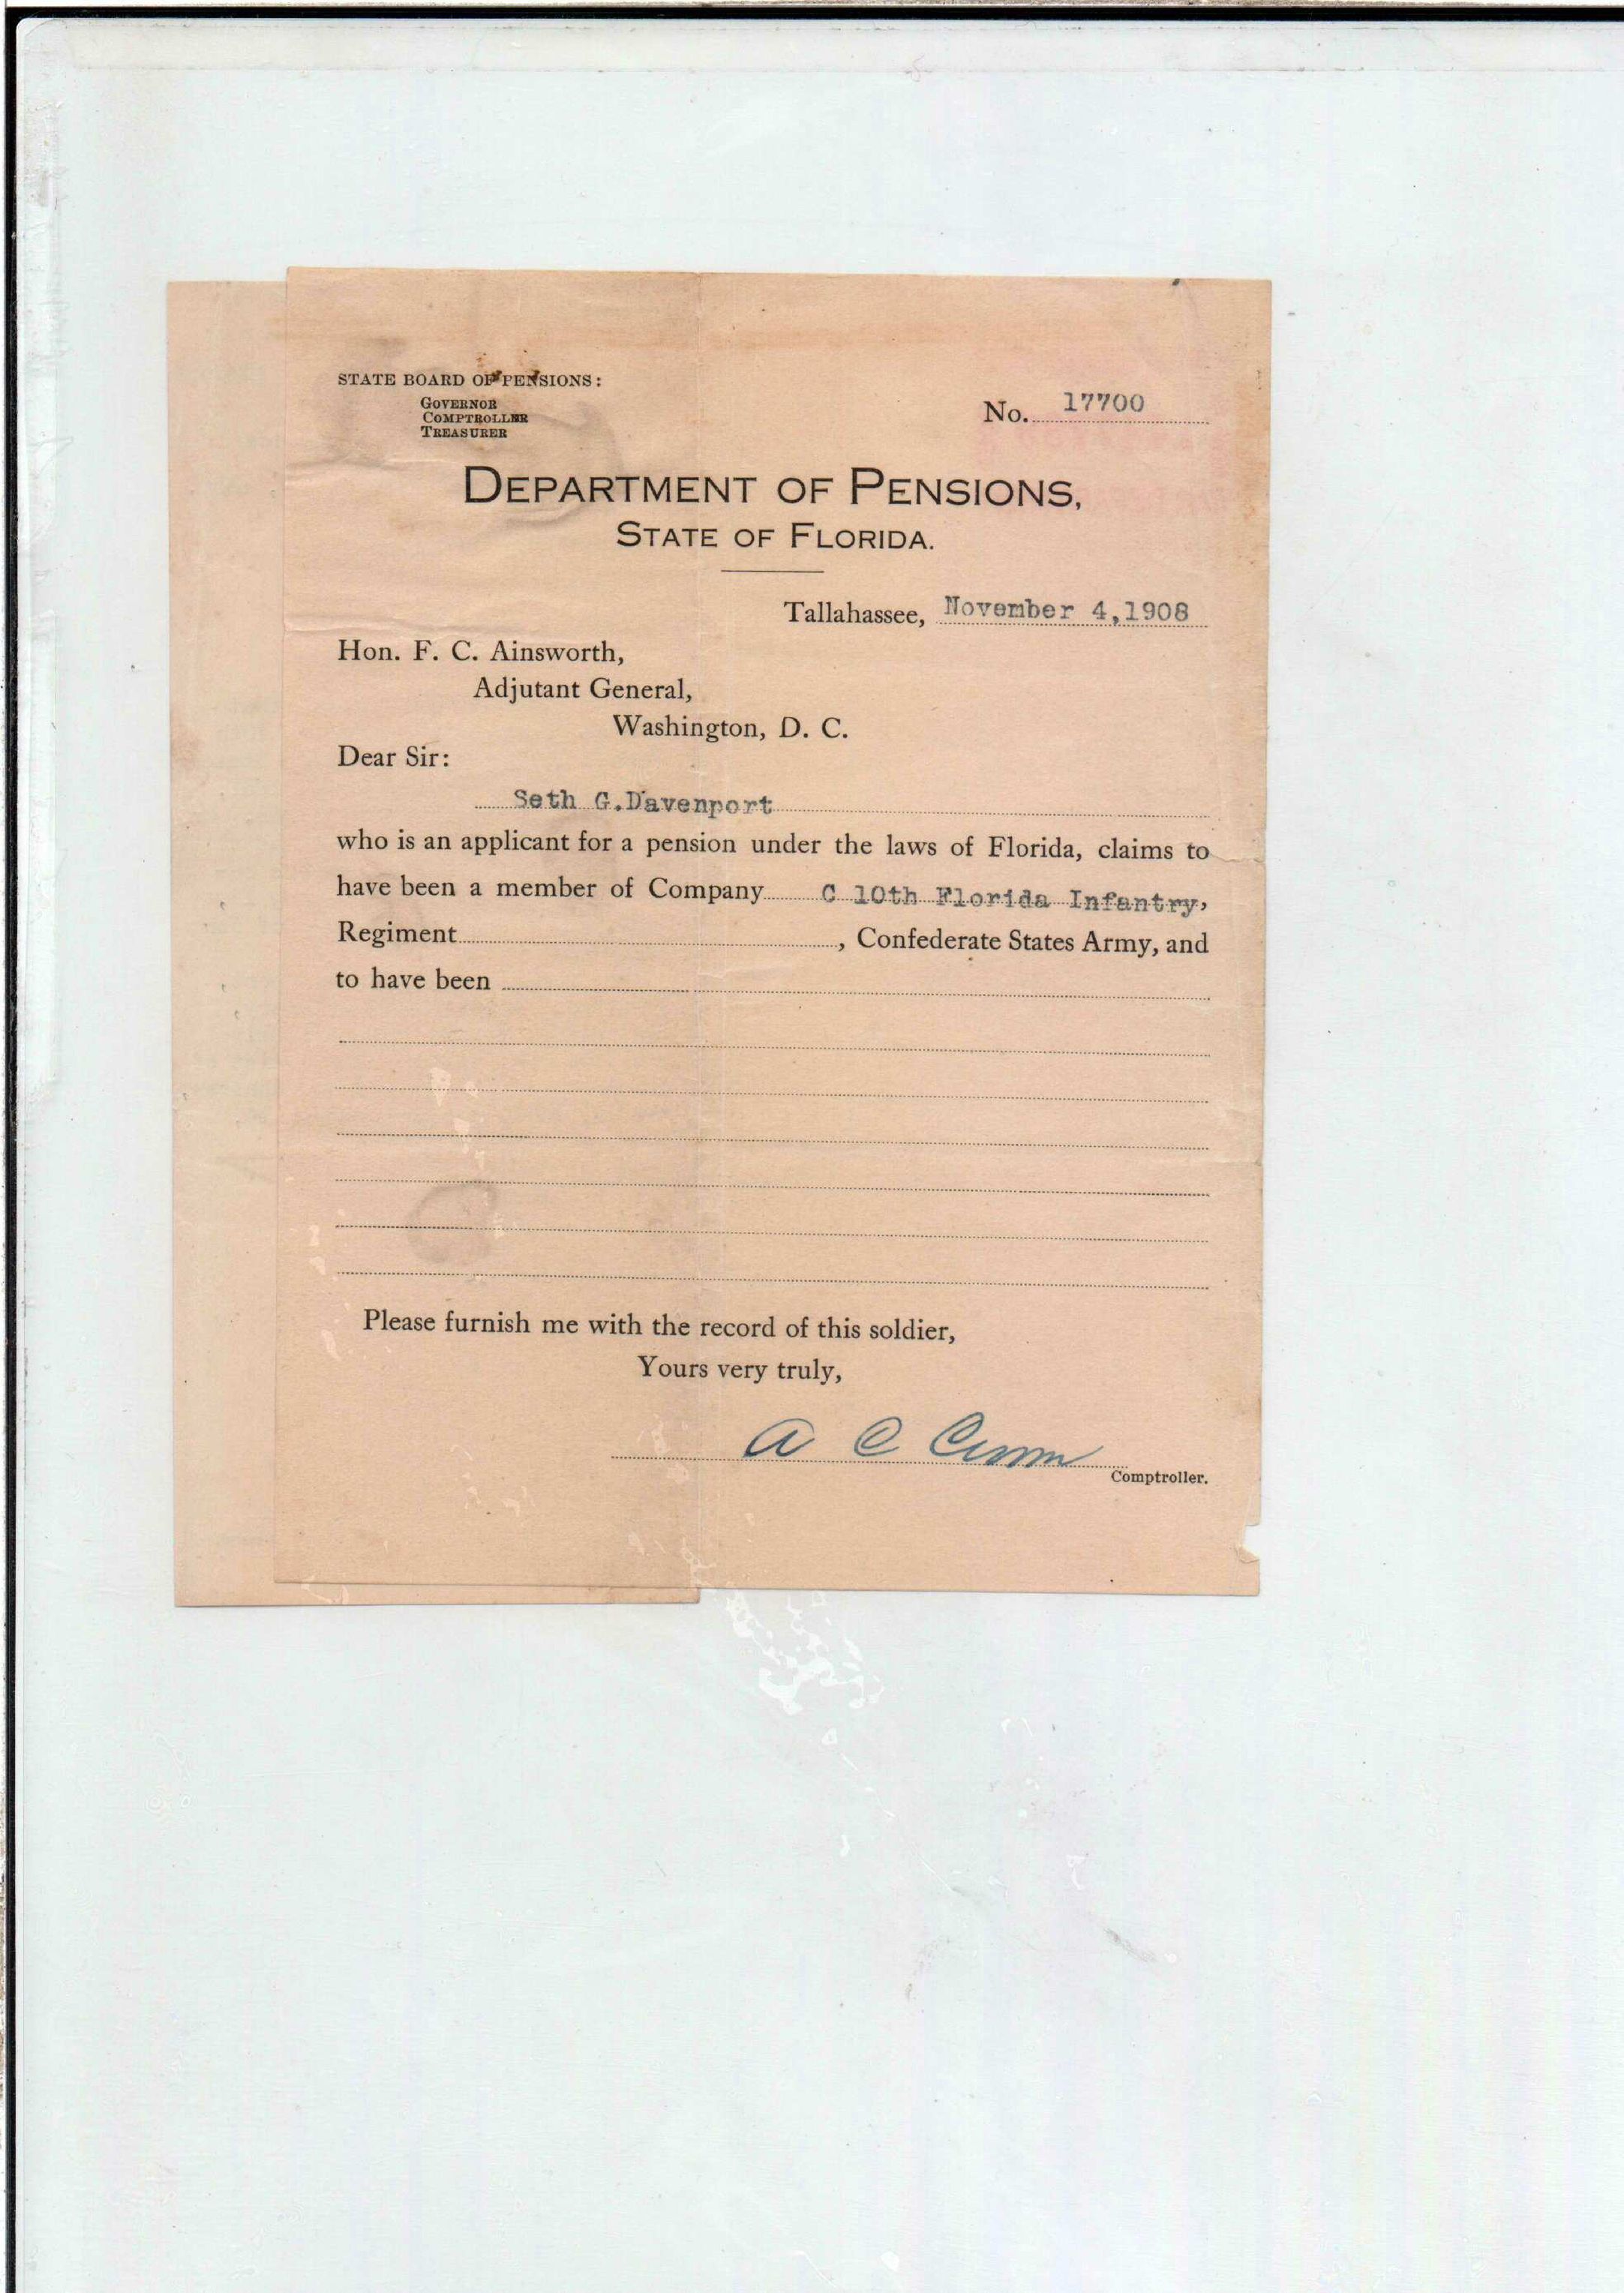 STATE BOARD OF PENSIONS:
GOVERNOR
COMPTROLLER
TREASURER
No. 17700
DEPARTMENT OF PENSIONS,
STATE OF FLORIDA.
Tallahassee, November 4,1908
Hon. F. C. Ainsworth,
Adjutant General,
Washington, D. C.
Dear Sir:
Seth G.Davenport
who is an applicant for a pension under the laws of Florida, claims to
have been a member of Company C 10th Florida Infantry,
Regiment , Confederate States Army, and
to have been
Please furnish me with the record of this soldier,
Yours very truly,
A C Croom
Comptroller.